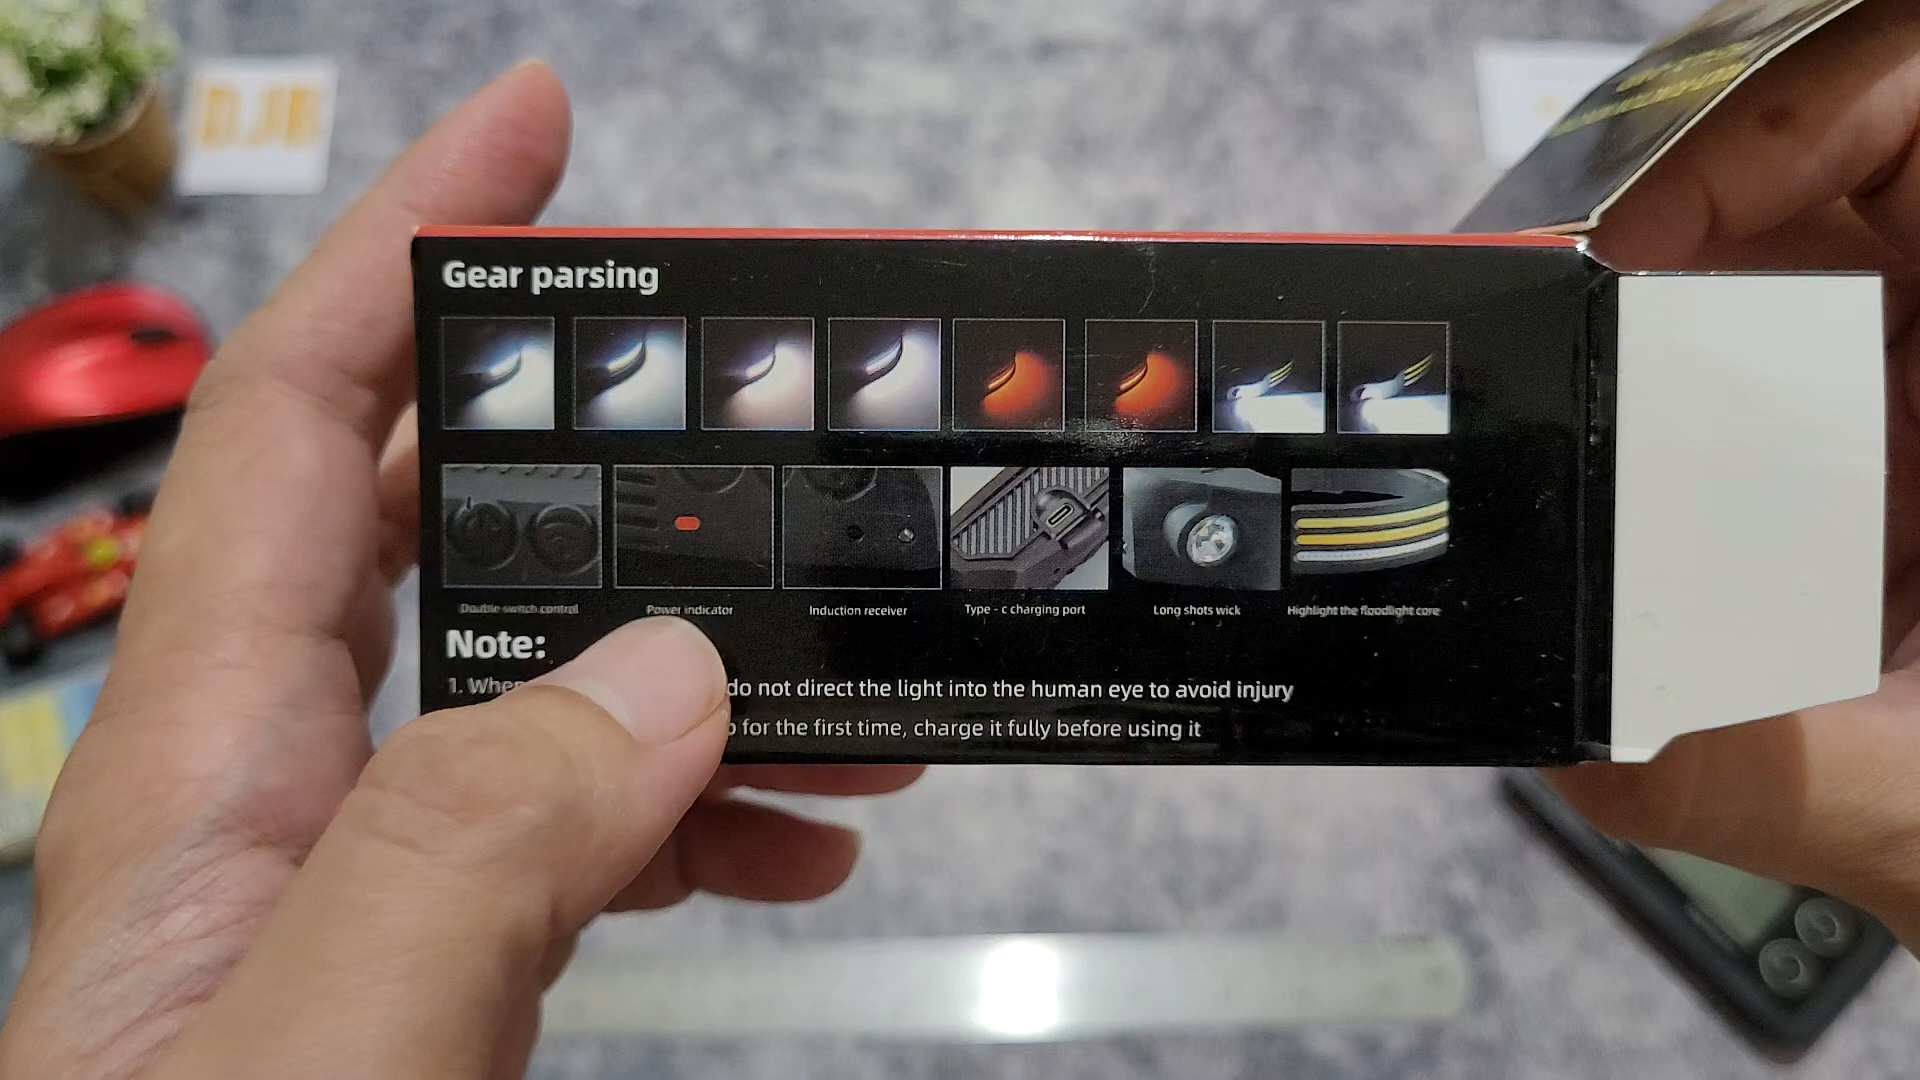 DJB
Gear parsing
Double switch control
Power indicator
Induction receiver
Type - c charging port
Long shots wick
Highlight the floodlight core
Note:
1. When do not direct the light into the human eye to avoid injury
for the first time, charge it fully before using it